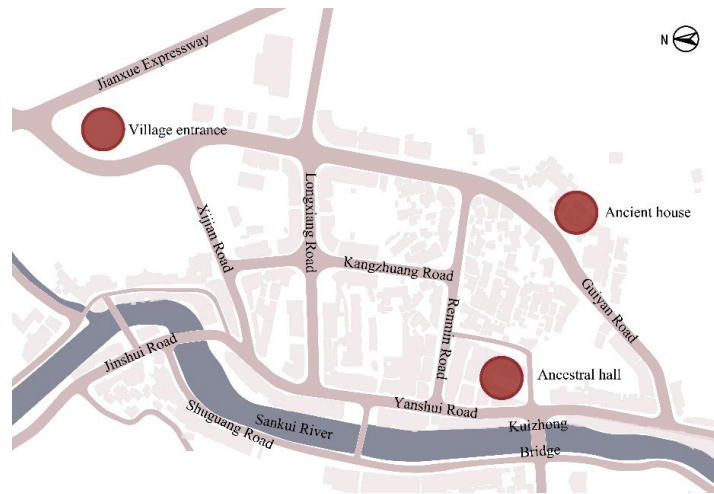 Jianxue Expressway
N
Village entrance
Longxiang Road
Xijian Road
Ancient house
Kangzhuang Road
Guiyan Road
Renmin Road
Jinshui Road
Ancestral hall
Yanshui Road
Shuguang Road
Sankui River
Kuizhong
Bridge